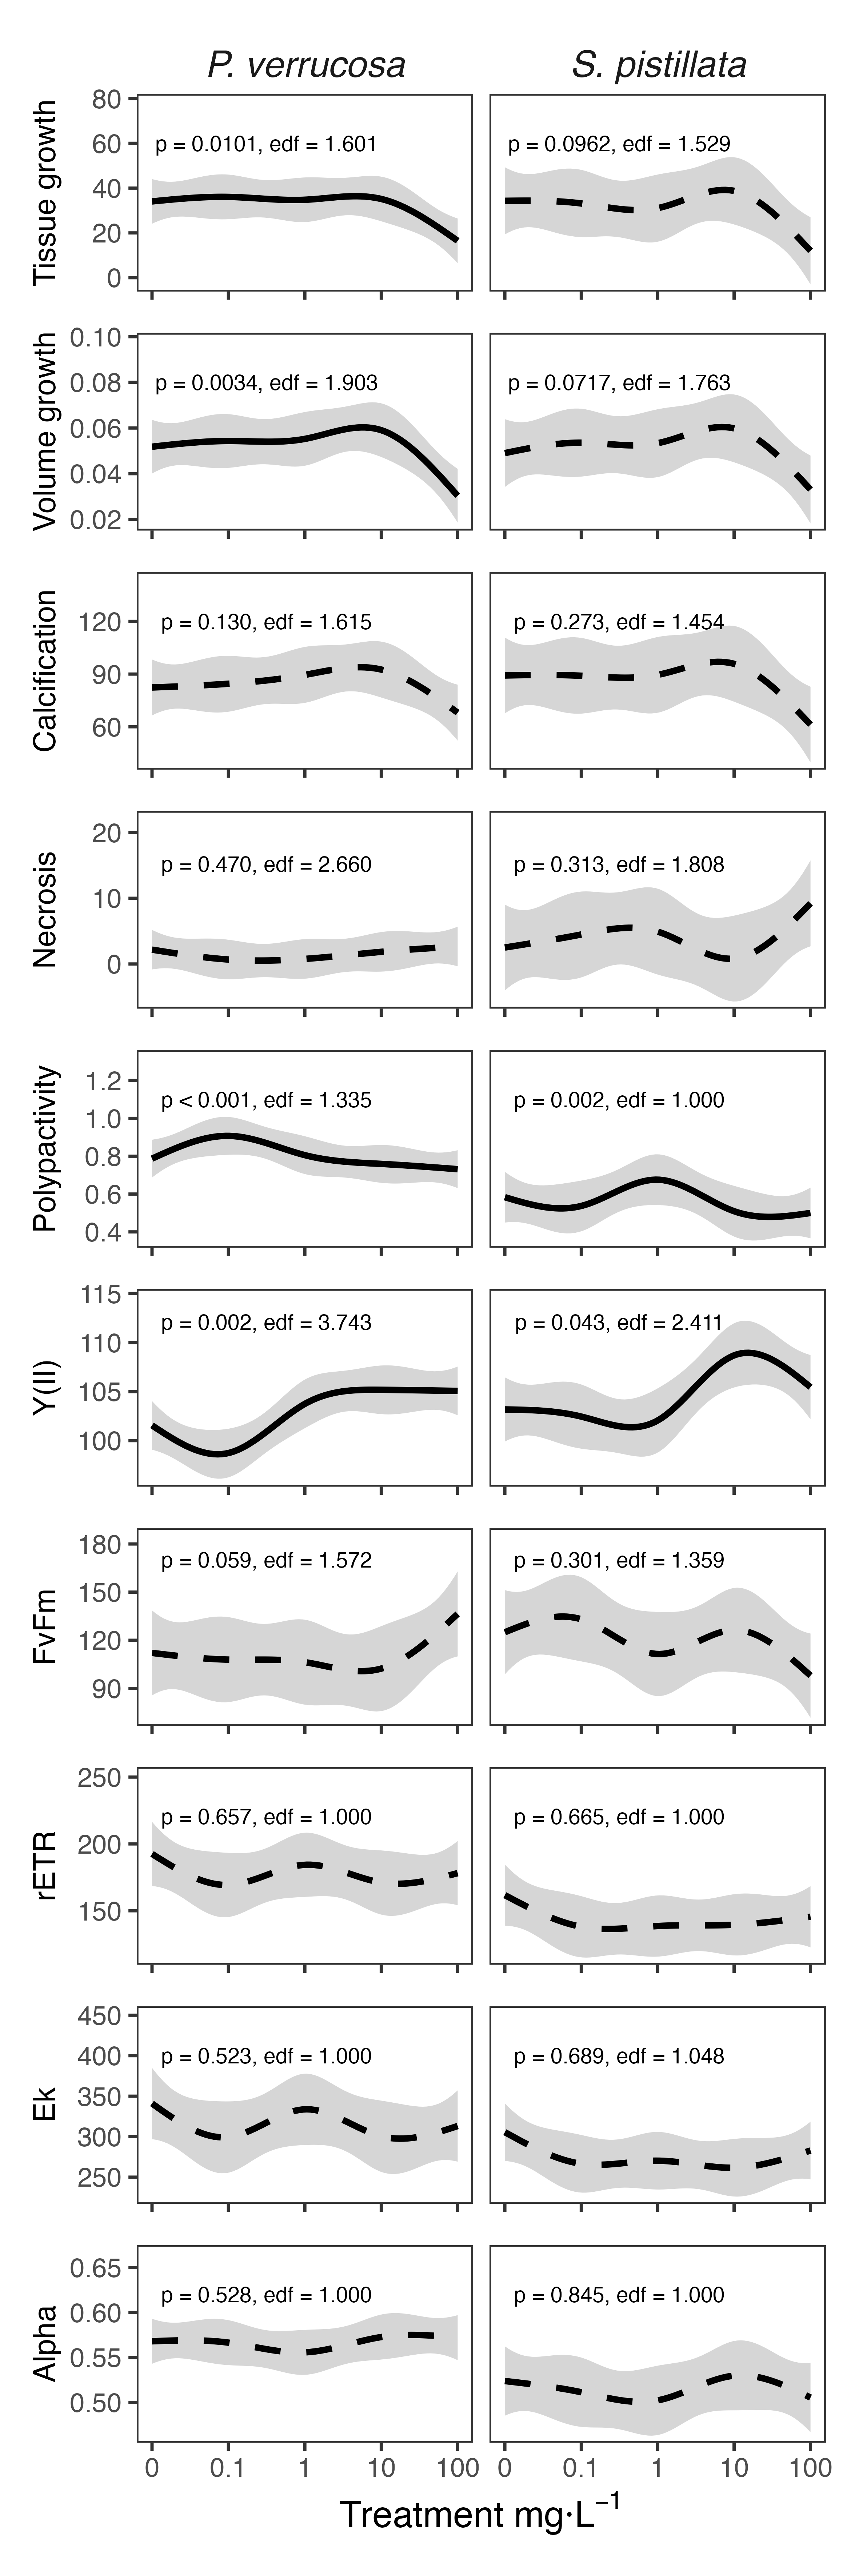 P. verrucosa S. pistillata
Tissue growth
80
60
40
20
0
p = 0.0101, edf = 1.601
p = 0.0962, edf = 1.529
Volume growth
0.10
0.08
0.06
0.04
0.02
p = 0.0034, edf = 1.903
p = 0.0717, edf = 1.763
Calcification
120
90
60
p = 0.130, edf = 1.615
p = 0.273, edf = 1.454
Necrosis
20
10
0
p = 0.470, edf = 2.660
p = 0.313, edf = 1.808
Polypactivity
1.2
1.0
0.8
0.6
0.4
p < 0.001, edf = 1.335
p = 0.002, edf = 1.000
Y(II)
115
110
105
100
p = 0.002, edf = 3.743
p = 0.043, edf = 2.411
FvFm
180
150
120
90
p = 0.059, edf = 1.572
p = 0.301, edf = 1.359
rETR
250
200
150
p = 0.657, edf = 1.000
p = 0.665, edf = 1.000
Ek
450
400
350
300
250
p = 0.523, edf = 1.000
p = 0.689, edf = 1.048
Alpha
0.65
0.60
0.55
0.50
p = 0.528, edf = 1.000
p = 0.845, edf = 1.000
0 0.1 1 10 100 0 0.1 1 10 100
Treatment mg·L⁻¹